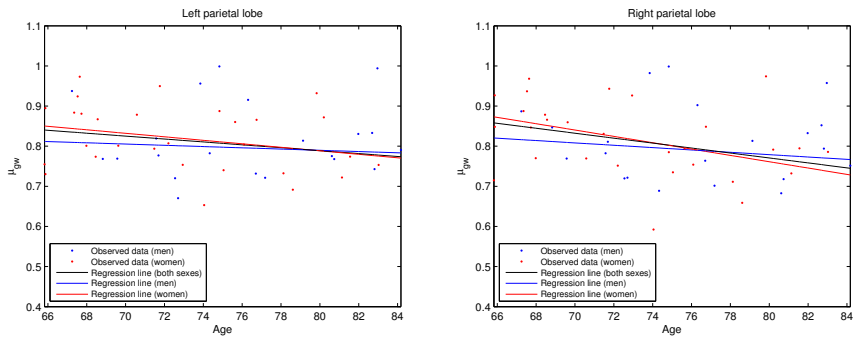 Left parietal lobe
1.1
1
0.9
0.8
0.7
0.6
0.5
0.4
μgw
66 68 70 72 74 76 78 80 82 84
Age
Observed data (men)
Observed data (women)
Regression line (both sexes)
Regression line (men)
Regression line (women)
Right parietal lobe
1.1
1
0.9
0.8
0.7
0.6
0.5
0.4
μgw
66 68 70 72 74 76 78 80 82 84
Age
Observed data (men)
Observed data (women)
Regression line (both sexes)
Regression line (men)
Regression line (women)